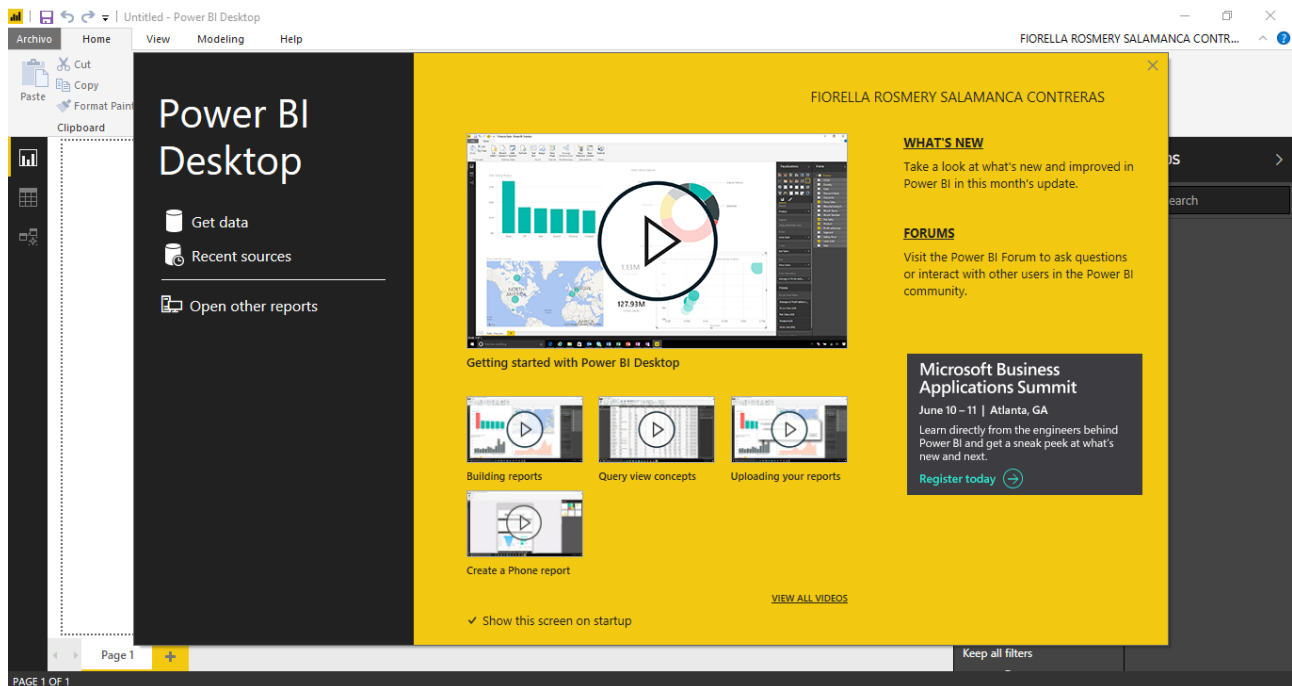 Untitled - Power BI Desktop
Archivo Home View Modeling Help FIORELLA ROSMERY SALAMANCA CONTR...
Cut
Copy
Paste
Format Paint
Clipboard
Power BI
Desktop
Get data
Recent sources
Open other reports
FIORELLA ROSMERY SALAMANCA CONTRERAS
NORTH
AMERICA
1.33M
127.93M
Getting started with Power BI Desktop
Building reports
Query view concepts
Uploading your reports
Create a Phone report
VIEW ALL VIDEOS
Show this screen on startup
WHAT'S NEW
Take a look at what's new and improved in
Power BI in this month's update.
FORUMS
Visit the Power BI Forum to ask questions
or interact with other users in the Power BI
community.
Microsoft Business
Applications Summit
June 10 – 11 | Atlanta, GA
Learn directly from the engineers behind
Power BI and get a sneak peek at what's
new and next.
Register today
earch
Keep all filters
Page 1
PAGE 1 OF 1